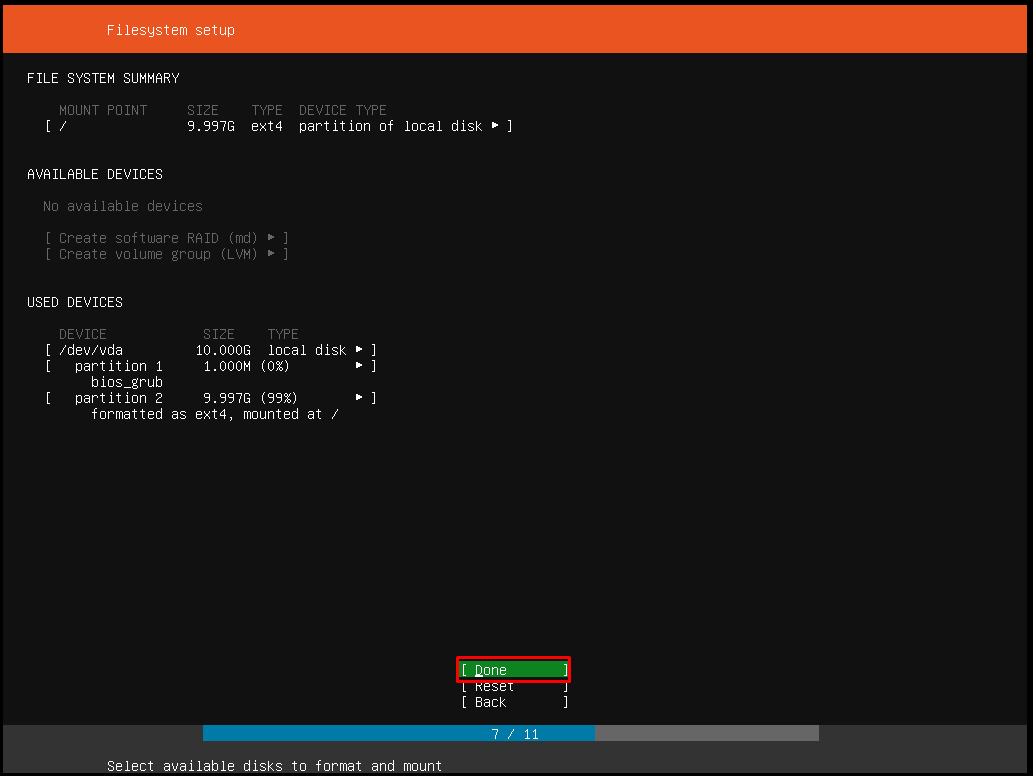 Filesystem setup
FILE SYSTEM SUMMARY
MOUNT POINT SIZE TYPE DEVICE TYPE
[ / 9.997G ext4 partition of local disk ▸ ]
AVAILABLE DEVICES
No available devices
[ Create software RAID (md) ▸ ]
[ Create volume group (LVM) ▸ ]
USED DEVICES
DEVICE SIZE TYPE
[ /dev/vda 10.000G local disk ▸ ]
[ partition 1 1.000M (0%) ▸ ]
bios_grub
[ partition 2 9.997G (99%) ▸ ]
formatted as ext4, mounted at /
[ Done ]
[ Reset ]
[ Back ]
7 / 11
Select available disks to format and mount